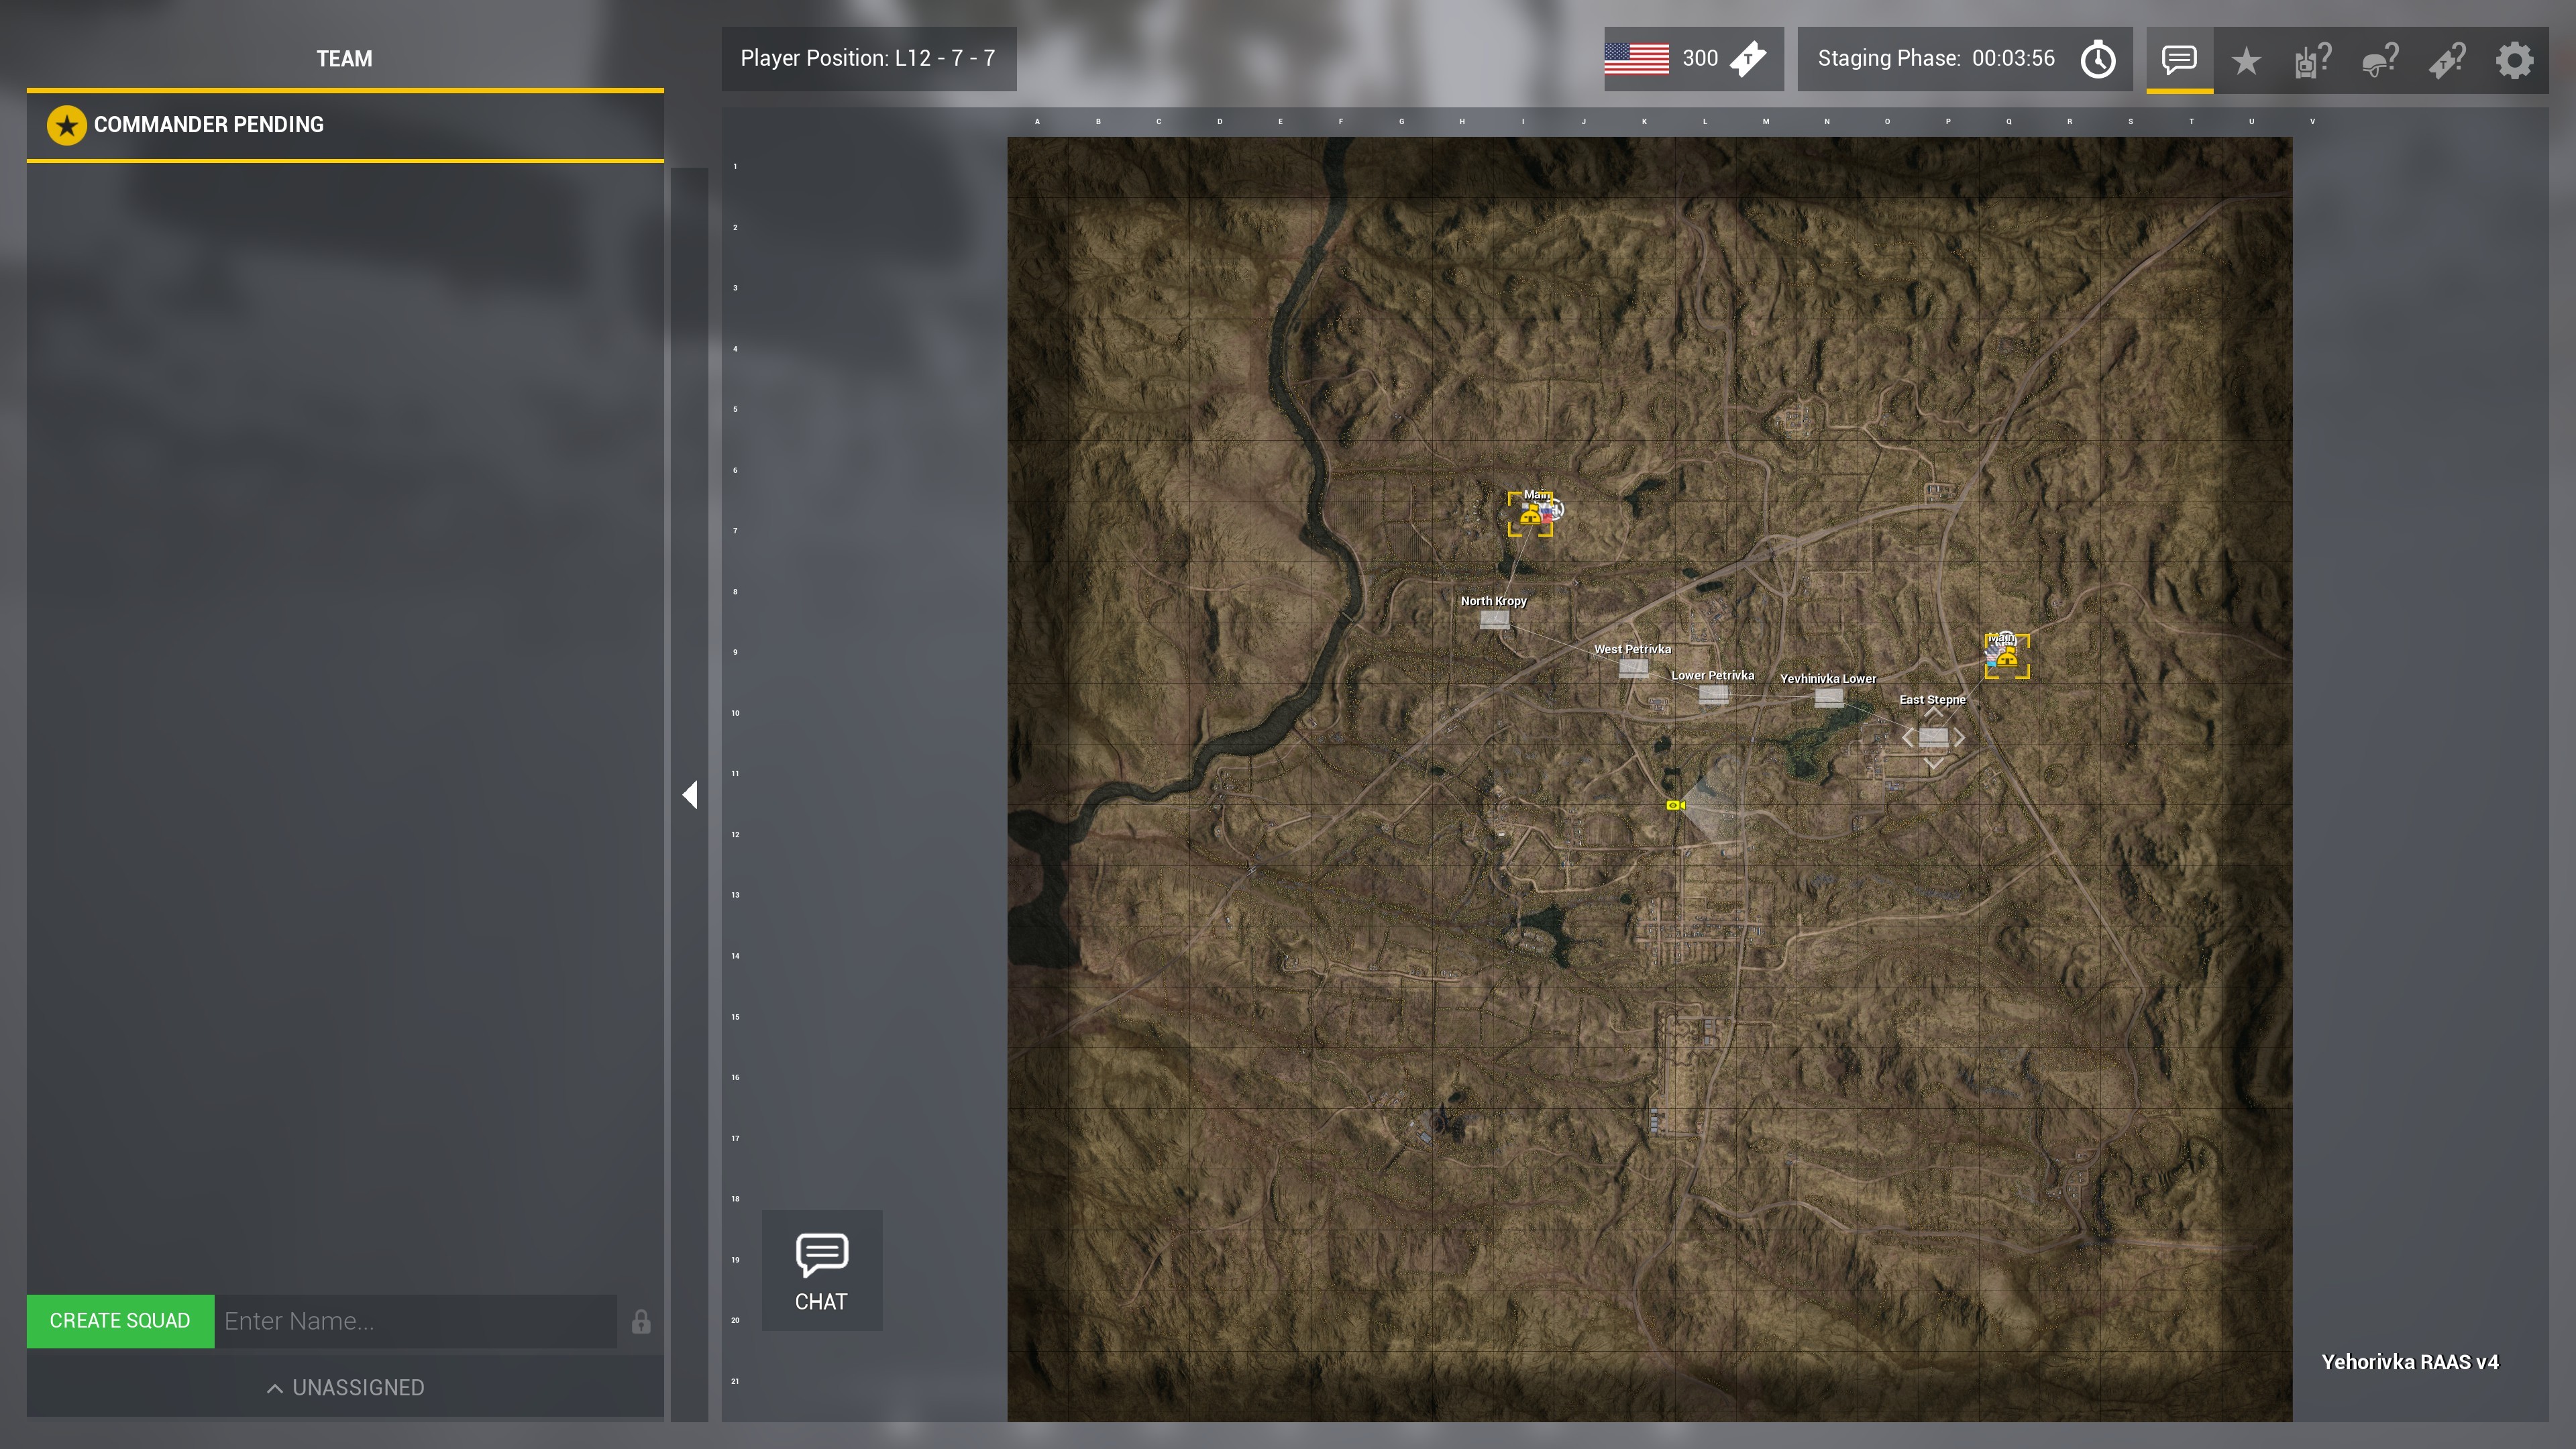 TEAM
Player Position: L12 - 7 - 7
300
T
Staging Phase: 00:03:56
? ? T?
COMMANDER PENDING
A B C D E F G H I J K L M N O P Q R S T U V
1
2
3
4
5
6
Main
7
8
North Kropy
9
Main
West Petrivka
Lower Petrivka
Yevhinivka Lower
East Stepne
10
11
12
13
14
15
16
17
18
19
CHAT
20
CREATE SQUAD
Enter Name...
Yehorivka RAAS v4
21
UNASSIGNED